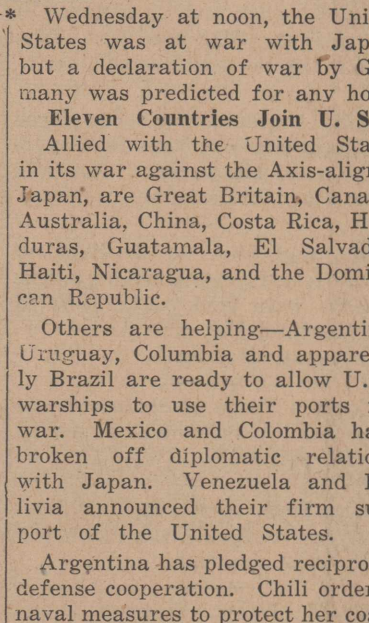 * Wednesday at noon, the Uni
States was at war with Jap
but a declaration of war by G
many was predicted for any ho
Eleven Countries Join U. S
Allied with the United Sta
in its war against the Axis-align
Japan, are Great Britain, Cana
Australia, China, Costa Rica, H
duras, Guatamala, El Salvad
Haiti, Nicaragua, and the Domi
can Republic.
Others are helping—Argenti
Uruguay, Columbia and appare
ly Brazil are ready to allow U.
warships to use their ports
war. Mexico and Colombia ha
broken off diplomatic relatio
with Japan. Venezuela and
livia announced their firm su
port of the United States.
Argentina has pledged recipro
defense cooperation. Chili order
naval measures to protect her coa